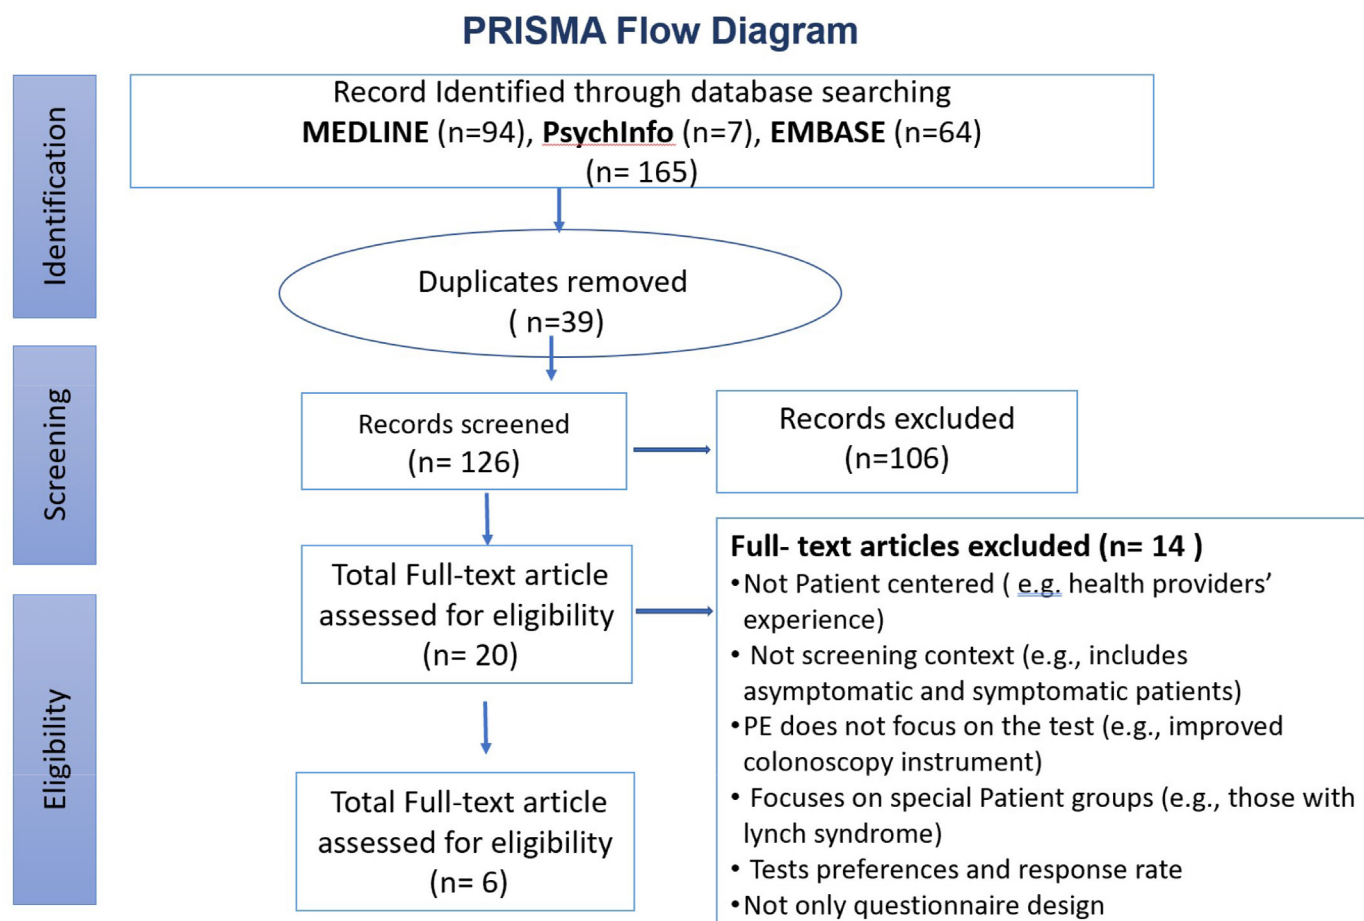 PRISMA Flow Diagram
Identification
Record Identified through database searching
MEDLINE (n=94), PsychInfo (n=7), EMBASE (n=64)
(n= 165)
Duplicates removed
( n=39)
Screening
Records screened
(n= 126)
Records excluded
(n=106)
Total Full-text article
assessed for eligibility
(n= 20)
Full- text articles excluded (n= 14 )
•Not Patient centered ( e.g. health providers’
experience)
• Not screening context (e.g., includes
asymptomatic and symptomatic patients)
•PE does not focus on the test (e.g., improved
colonoscopy instrument)
• Focuses on special Patient groups (e.g., those with
lynch syndrome)
• Tests preferences and response rate
•Not only questionnaire design
Eligibility
Total Full-text article
assessed for eligibility
(n= 6)